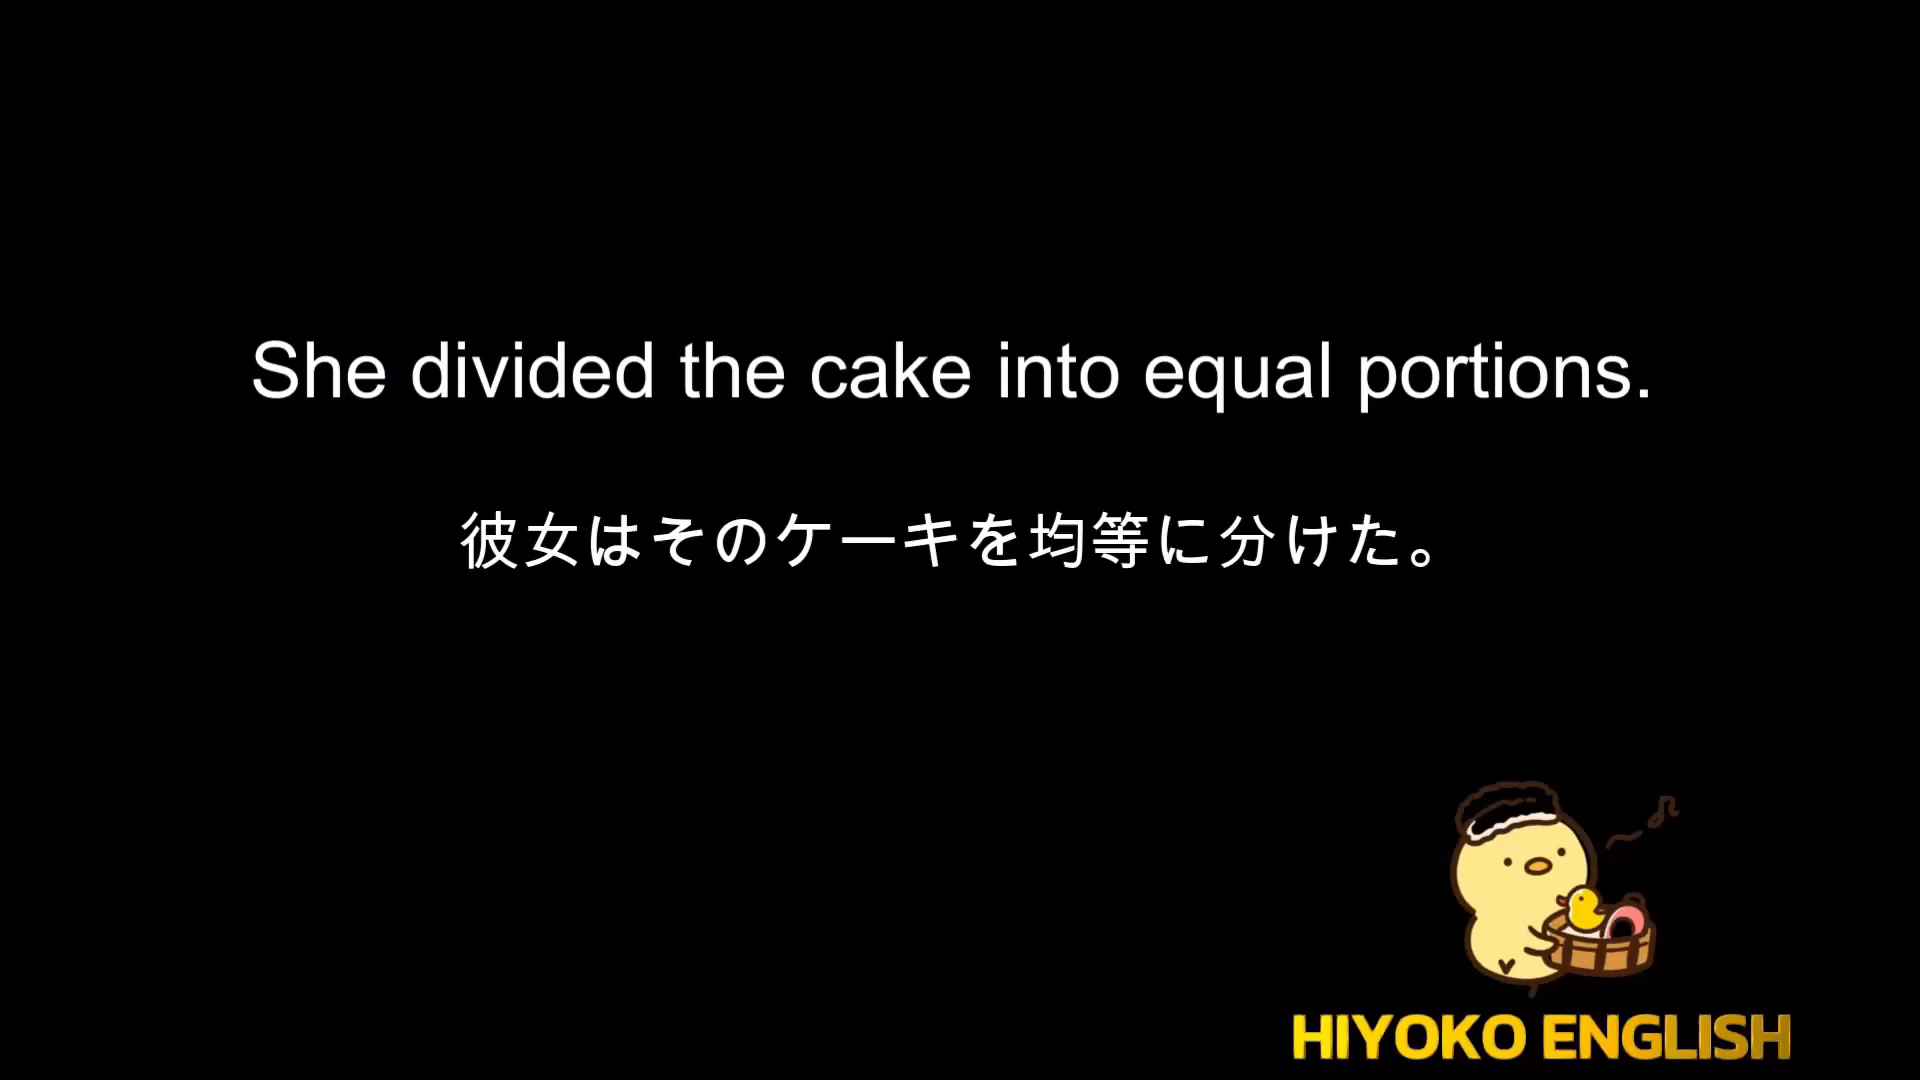 She divided the cake into equal portions.
彼女はそのケーキを均等に分けた。
HIYOKO ENGLISH